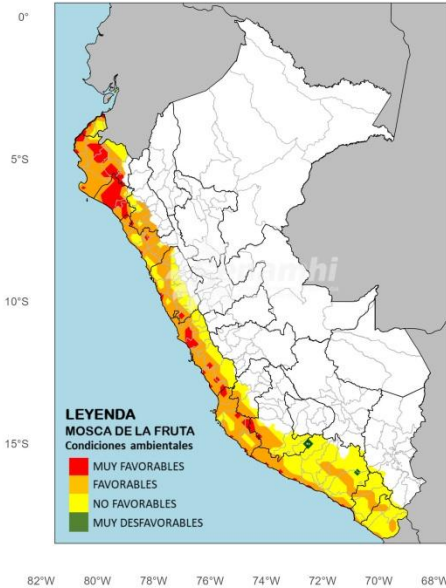 0°
5°S
10°S
15°S
senamhi
LEYENDA
MOSCA DE LA FRUTA
Condiciones ambientales
MUY FAVORABLES
FAVORABLES
NO FAVORABLES
MUY DESFAVORABLES
82°W 80°W 78°W 76°W 74°W 72°W 70°W 68°W